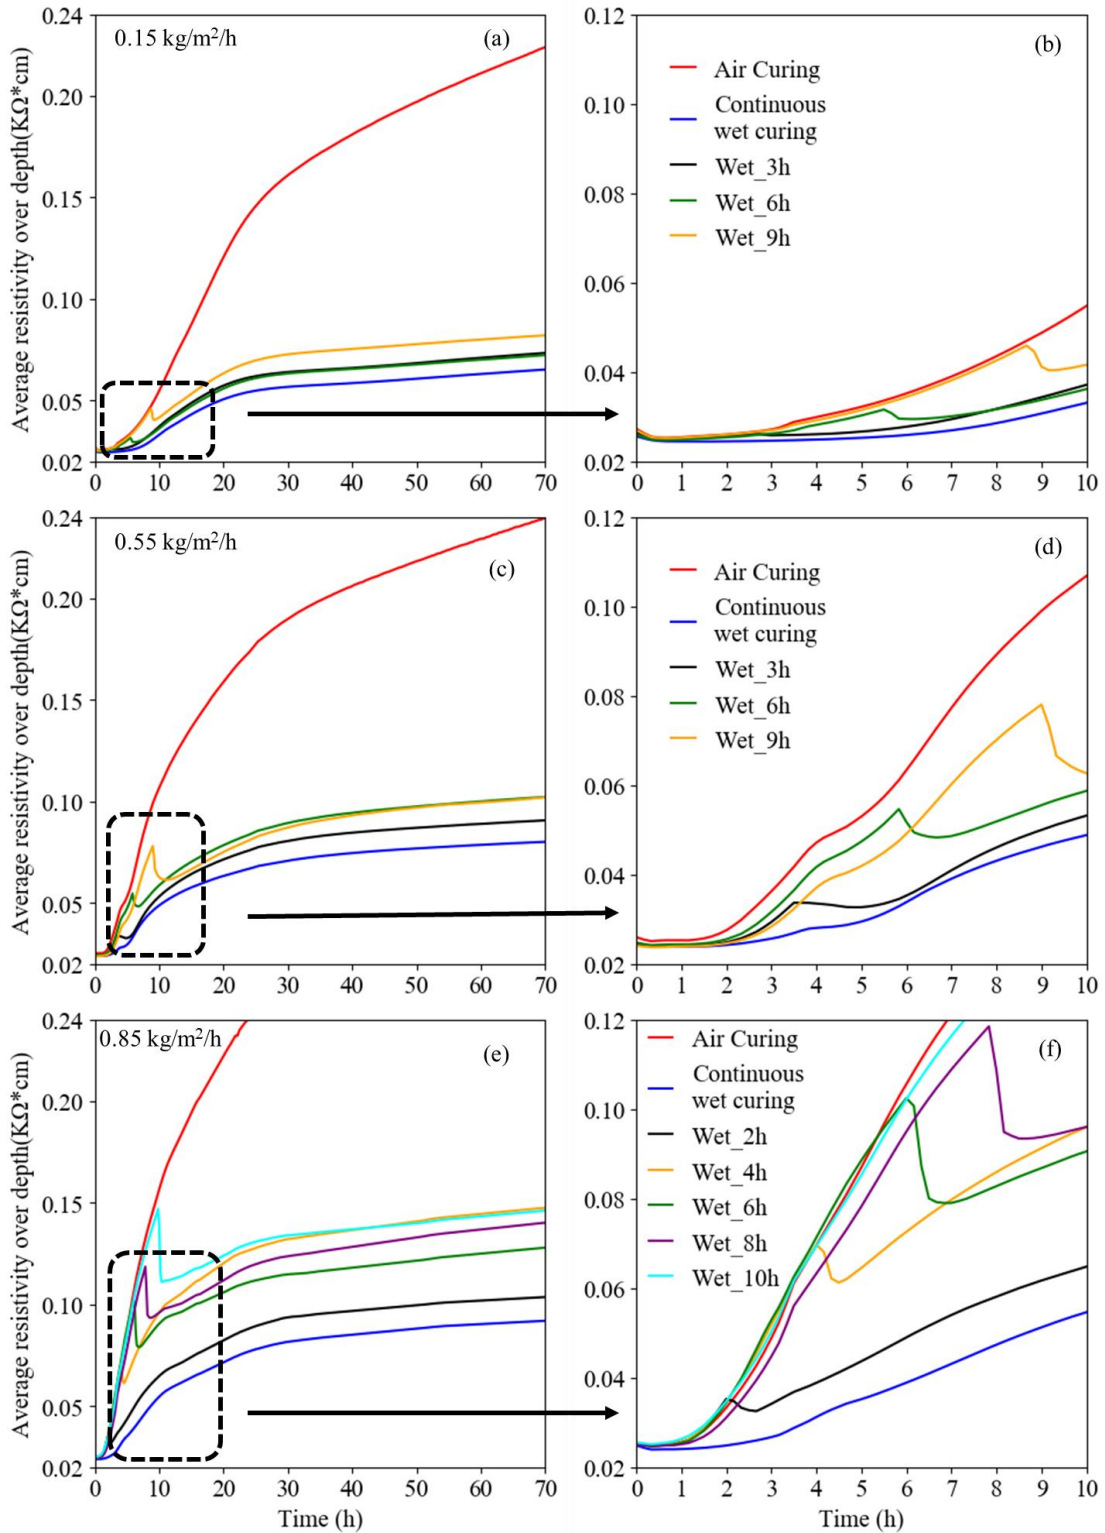 0.15 kg/m²/h
(a)
Average resistivity over depth(KΩ*cm)
0.24
0.20
0.15
0.10
0.05
0.02
0 10 20 30 40 50 60 70
(b)
0.12
0.10
0.08
0.06
0.04
0.02
0 1 2 3 4 5 6 7 8 9 10
Air Curing
Continuous
wet curing
Wet_3h
Wet_6h
Wet_9h
0.55 kg/m²/h
(c)
Average resistivity over depth(KΩ*cm)
0.24
0.20
0.15
0.10
0.05
0.02
0 10 20 30 40 50 60 70
(d)
0.12
0.10
0.08
0.06
0.04
0.02
0 1 2 3 4 5 6 7 8 9 10
Air Curing
Continuous
wet curing
Wet_3h
Wet_6h
Wet_9h
0.85 kg/m²/h
(e)
Average resistivity over depth(KΩ*cm)
0.24
0.20
0.15
0.10
0.05
0.02
0 10 20 30 40 50 60 70
Time (h)
(f)
0.12
0.10
0.08
0.06
0.04
0.02
0 1 2 3 4 5 6 7 8 9 10
Time (h)
Air Curing
Continuous
wet curing
Wet_2h
Wet_4h
Wet_6h
Wet_8h
Wet_10h